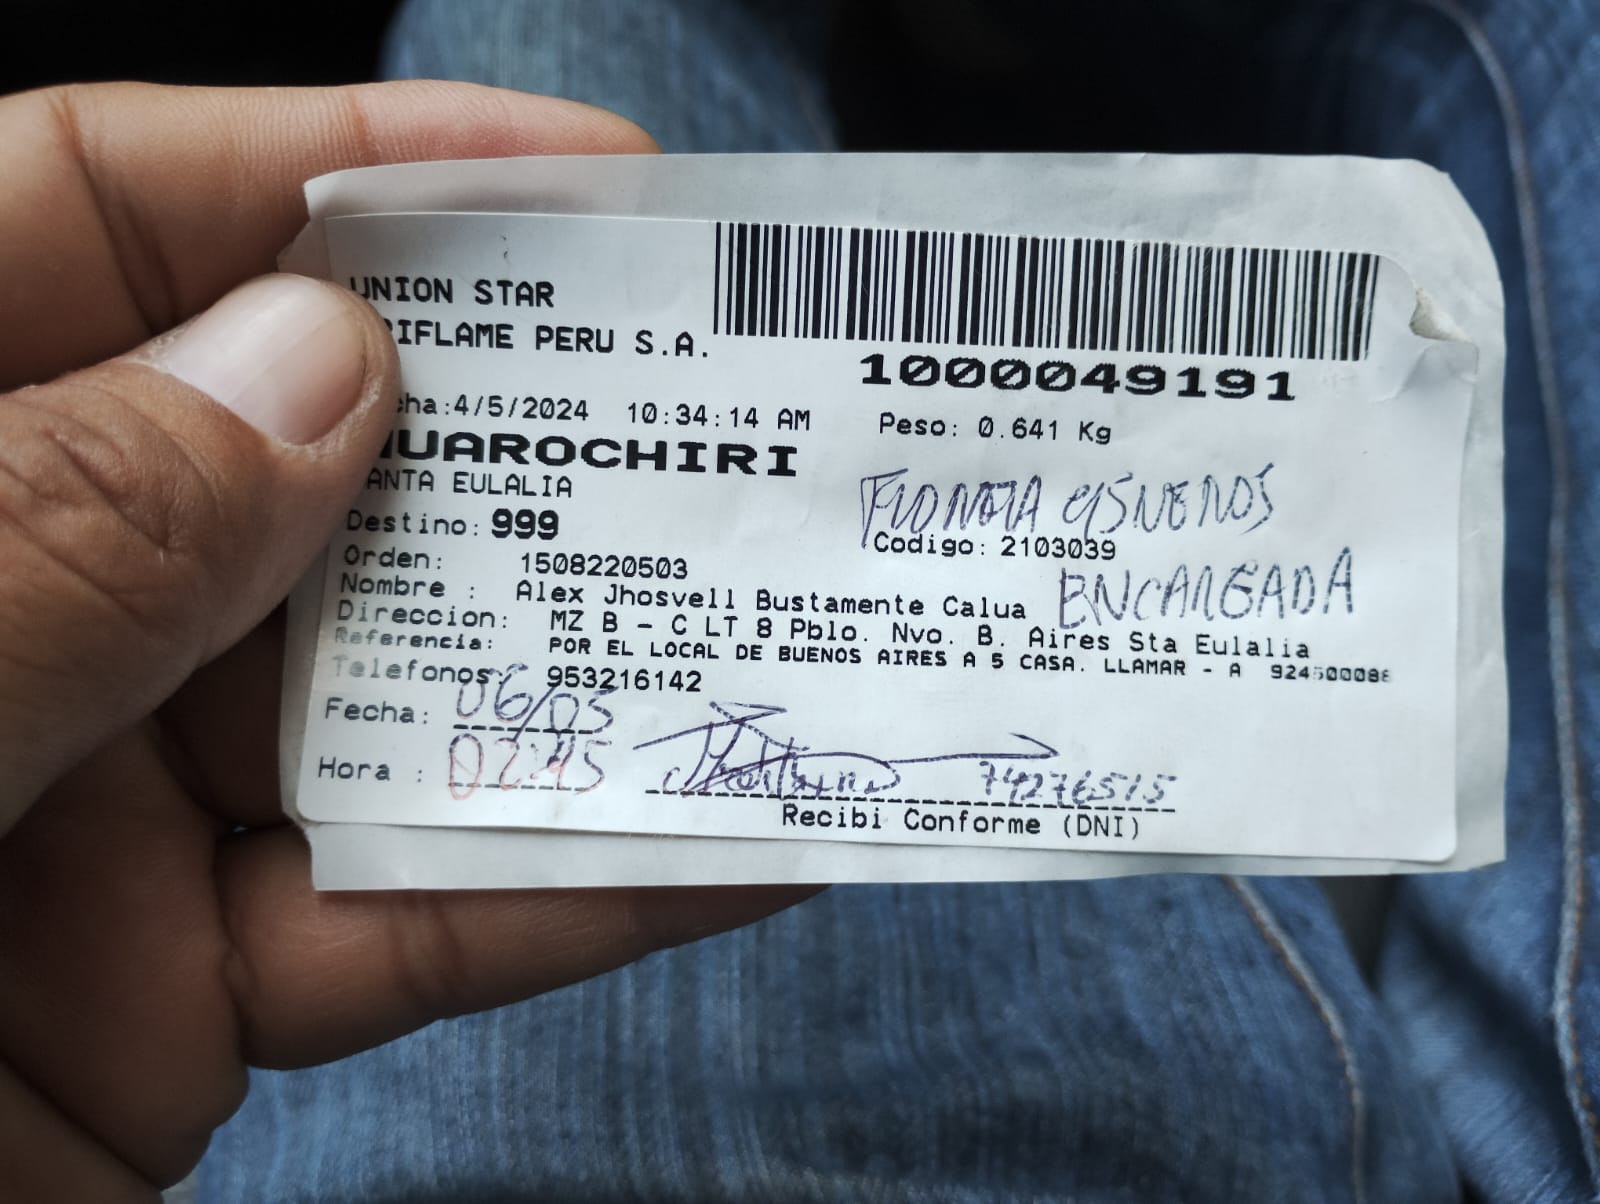 UNION STAR
RIFLAME PERU S.A.
1000049191
cha:4/5/2024 10:34:14 AM
Peso: 0.641 Kg
HUAROCHIRI
ANTA EULALIA
CISNEROS
Destino: 999
Codigo: 2103039
Orden: 1508220503
ENCARGADA
Nombre : Alex Jhosvell Bustamente Calua
Direccion: MZ B - C LT 8 Pblo. Nvo. B. Aires Sta Eulalia
Referencia: POR EL LOCAL DE BUENOS AIRES A 5 CASA. LLAMAR - A
Telefonos: 953216142
Fecha: 06/05
Hora : 02:45
74276515
Recibi Conforme (DNI)